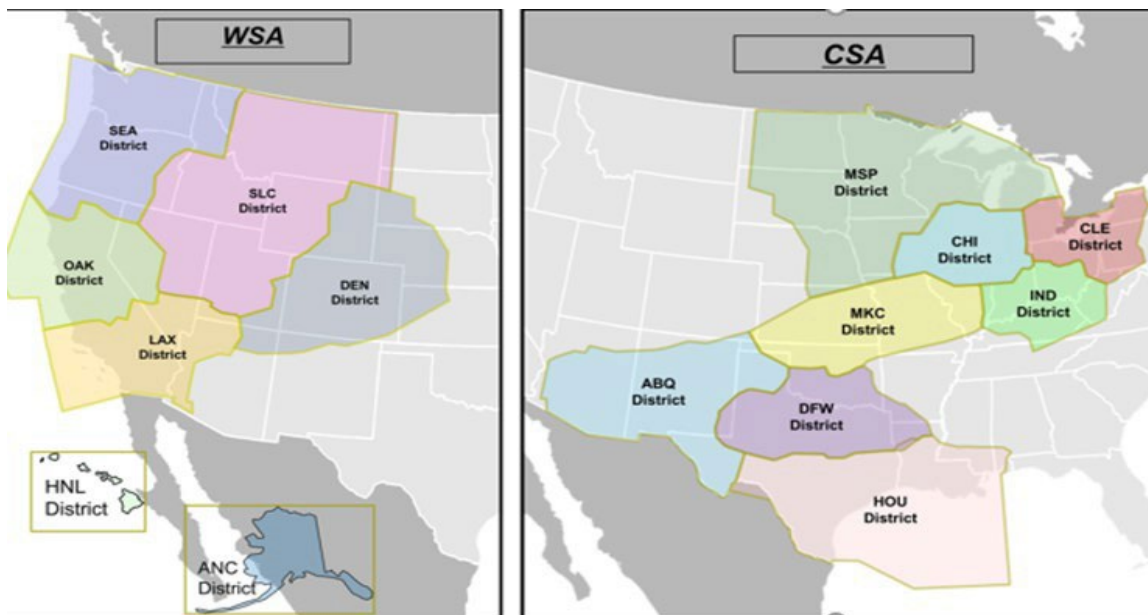 WSA
SEA
District
SLC
District
OAK
District
DEN
District
LAX
District
HNL
District
ANC
District
CSA
MSP
District
CHI
District
CLE
District
IND
District
MKC
District
ABQ
District
DFW
District
HOU
District